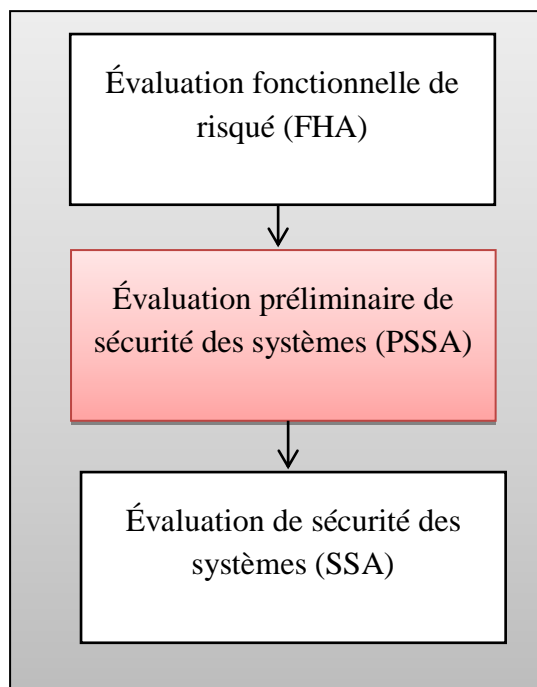 Évaluation fonctionnelle de
risqué (FHA)
Évaluation préliminaire de
sécurité des systèmes (PSSA)
Évaluation de sécurité des
systèmes (SSA)